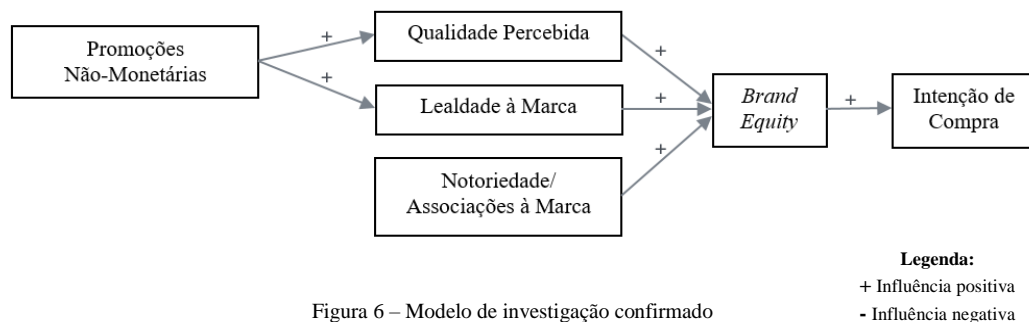 Promoções
Não-Monetárias
+
+
Qualidade Percebida
Lealdade à Marca
Notoriedade/
Associações à Marca
+
+
+
Brand
Equity
+
Intenção de
Compra
Legenda:
+ Influência positiva
- Influência negativa
Figura 6 – Modelo de investigação confirmado